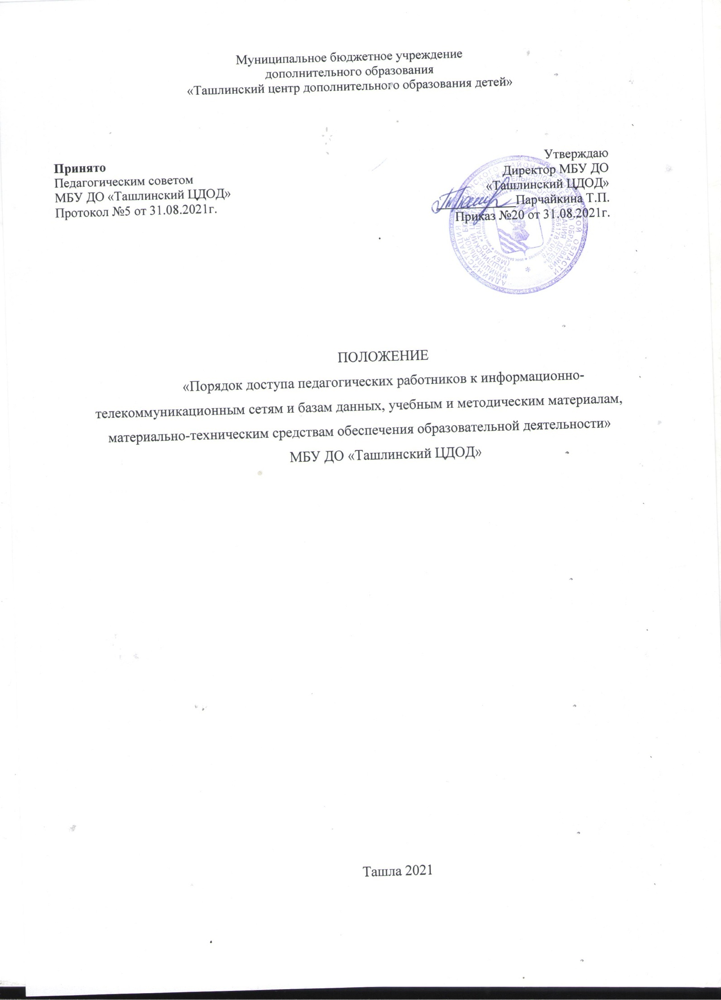 Муниципальное бюджетное учреждение
дополнительного образования
«Ташлинский центр дополнительного образования детей»
Принято
Педагогическим советом
МБУ ДО «Ташлинский ЦДОД»
Протокол №5 от 31.08.2021г.
Утверждаю
Директор МБУ ДО
«Ташлинский ЦДОД»
Парчайкина Т.П.
Приказ №20 от 31.08.2021г.
ПОЛОЖЕНИЕ
«Порядок доступа педагогических работников к информационно-
телекоммуникационным сетям и базам данных, учебным и методическим материалам,
материально-техническим средствам обеспечения образовательной деятельности»
МБУ ДО «Ташлинский ЦДОД»
Ташла 2021